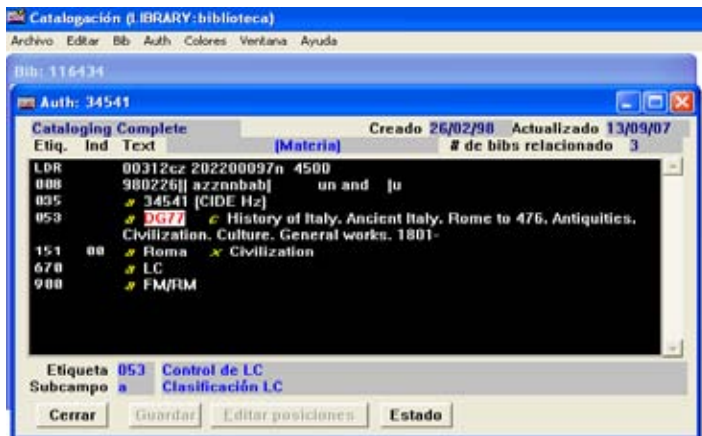 Catalogación (LIBRARY:biblioteca)
Archivo Editar Bib Auth Colores Ventana Ayuda
Bib: 116434
Auth: 34541
Cataloging Complete Creado 26/02/98 Actualizado 13/09/07
Etiq. Ind Text (Materia) # de bibs relacionado 3
LDR 00312cz 202200097n 4500
008 980226|| azznnbab| un and |u
035 a 34541 [CIDE Hz]
053 a DG77 c History of Italy. Ancient Italy. Rome to 476. Antiquities.
Civilization. Culture. General works. 1801-
151 00 a Roma x Civilization
670 a LC
900 a FM/RM
Etiqueta 053 Control de LC
Subcampo a Clasificación LC
Cerrar Guardar Editar posiciones Estado